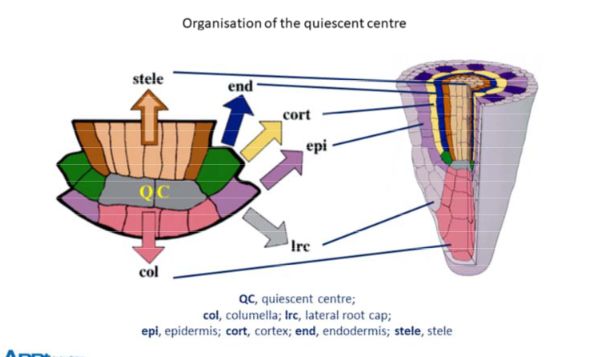 Organisation of the quiescent centre
stele
end
cort
epi
QC
lrc
col
QC, quiescent centre;
col, columella; lrc, lateral root cap;
epi, epidermis; cort, cortex; end, endodermis; stele, stele